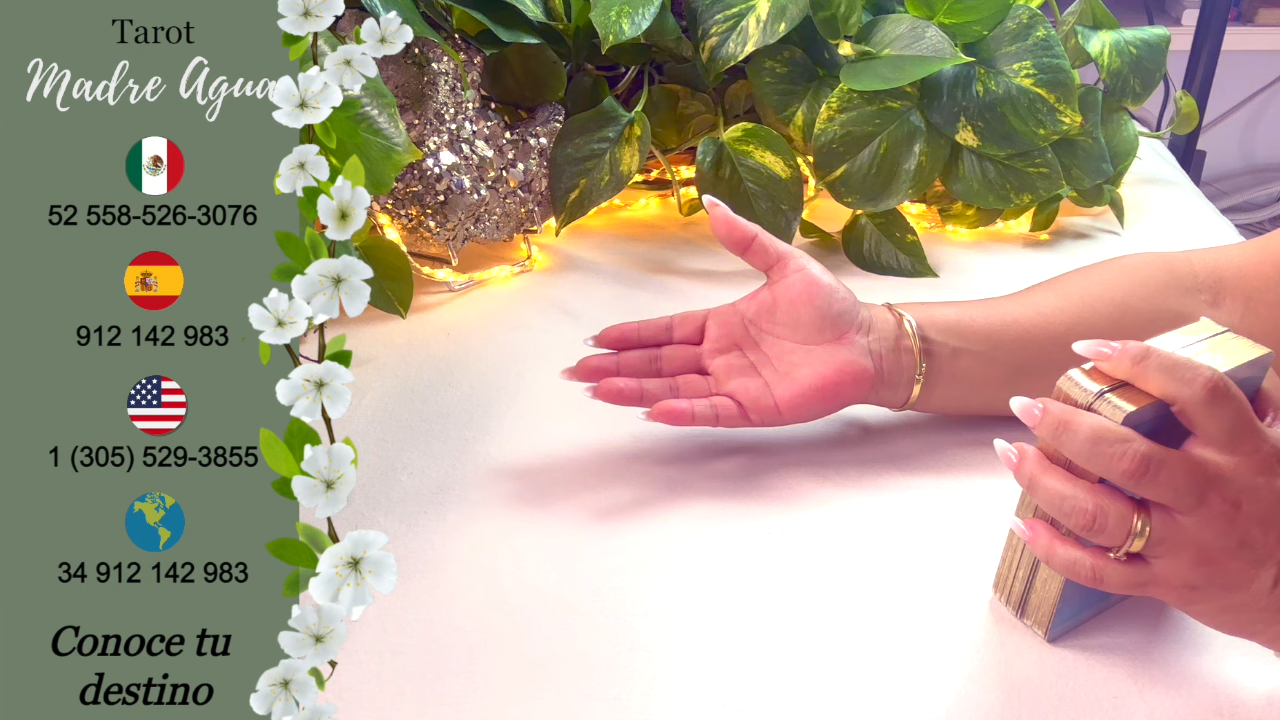 Tarot
Madre Agua
52 558-526-3076
912 142 983
1 (305) 529-3855
34 912 142 983
Conoce tu
destino